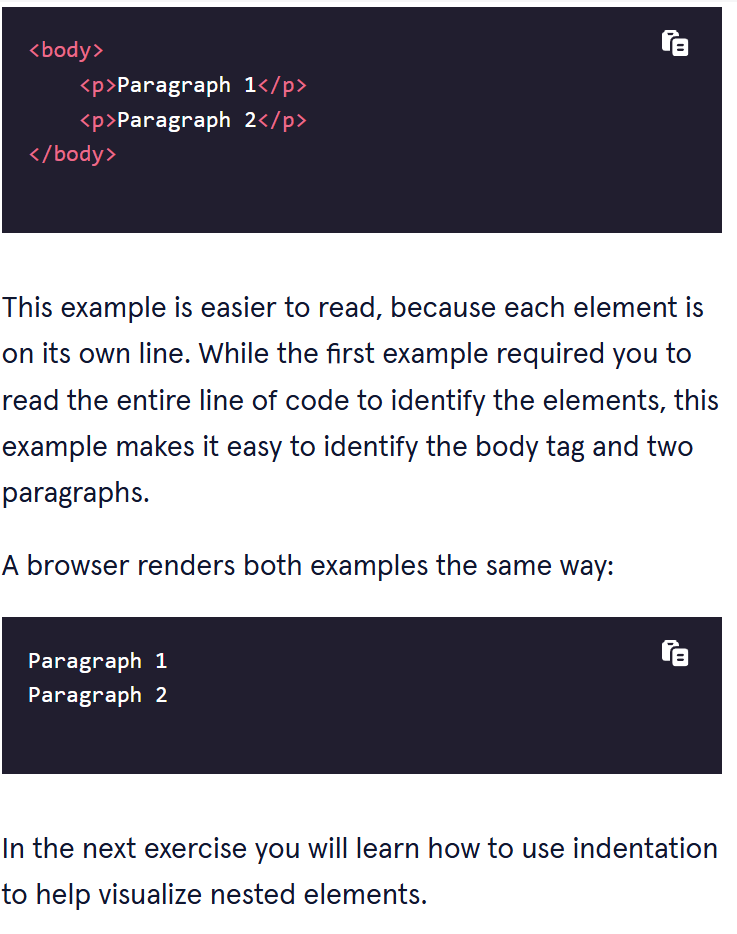 <body>
    <p>Paragraph 1</p>
    <p>Paragraph 2</p>
</body>
This example is easier to read, because each element is
on its own line. While the first example required you to
read the entire line of code to identify the elements, this
example makes it easy to identify the body tag and two
paragraphs.
A browser renders both examples the same way:
Paragraph 1
Paragraph 2
In the next exercise you will learn how to use indentation
to help visualize nested elements.